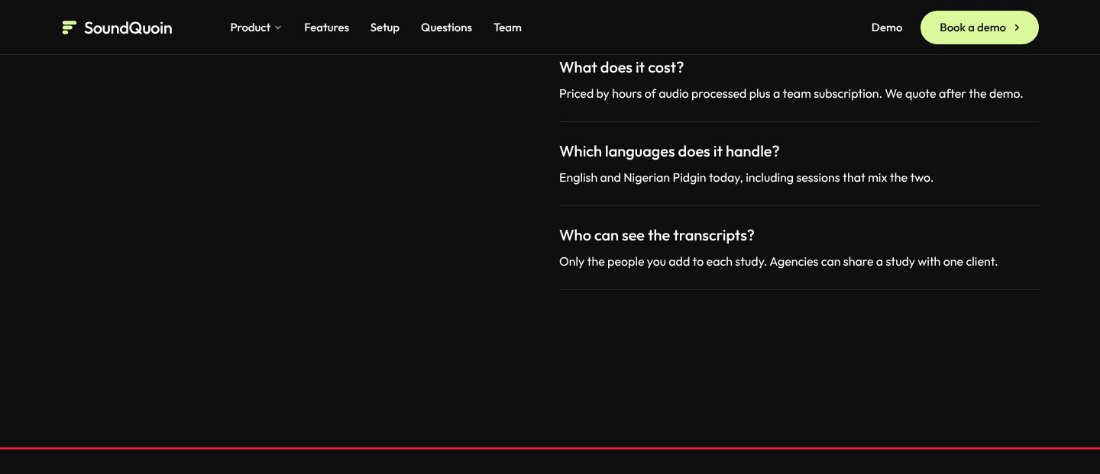 SoundQuoin
Product
Features
Setup
Questions
Team
Demo
Book a demo
What does it cost?
Priced by hours of audio processed plus a team subscription. We quote after the demo.
Which languages does it handle?
English and Nigerian Pidgin today, including sessions that mix the two.
Who can see the transcripts?
Only the people you add to each study. Agencies can share a study with one client.